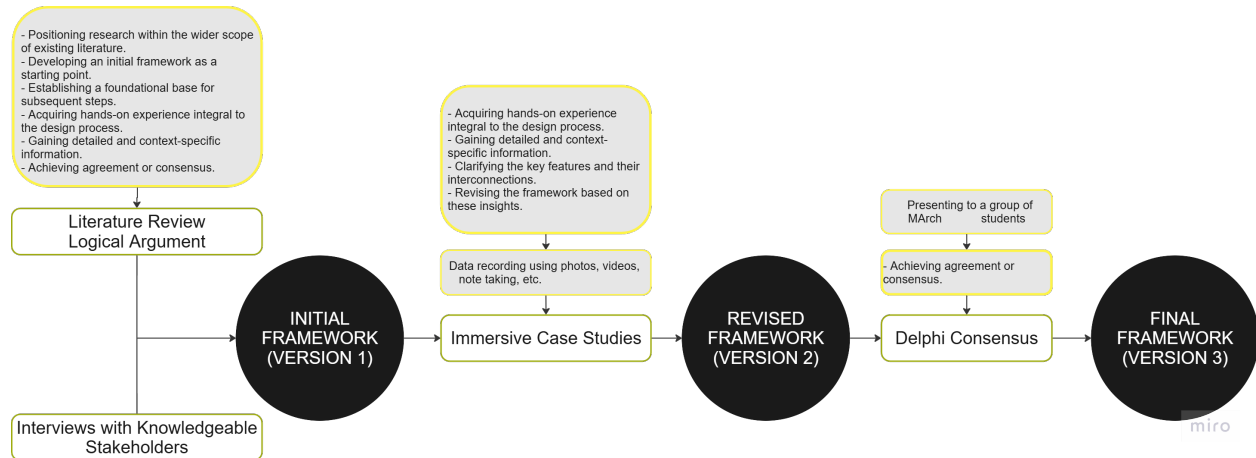 - Positioning research within the wider scope
of existing literature.
- Developing an initial framework as a
starting point.
- Establishing a foundational base for
subsequent steps.
- Acquiring hands-on experience integral to
the design process.
- Gaining detailed and context-specific
information.
- Achieving agreement or consensus.
Literature Review
Logical Argument
Interviews with Knowledgeable
Stakeholders
INITIAL
FRAMEWORK
(VERSION 1)
- Acquiring hands-on experience
integral to the design process.
- Gaining detailed and context-
specific information.
- Clarifying the key features and their
interconnections.
- Revising the framework based on
these insights.
Data recording using photos, videos,
note taking, etc.
Immersive Case Studies
REVISED
FRAMEWORK
(VERSION 2)
Presenting to a group of
MArch students
- Achieving agreement or
consensus.
Delphi Consensus
FINAL
FRAMEWORK
(VERSION 3)
miro